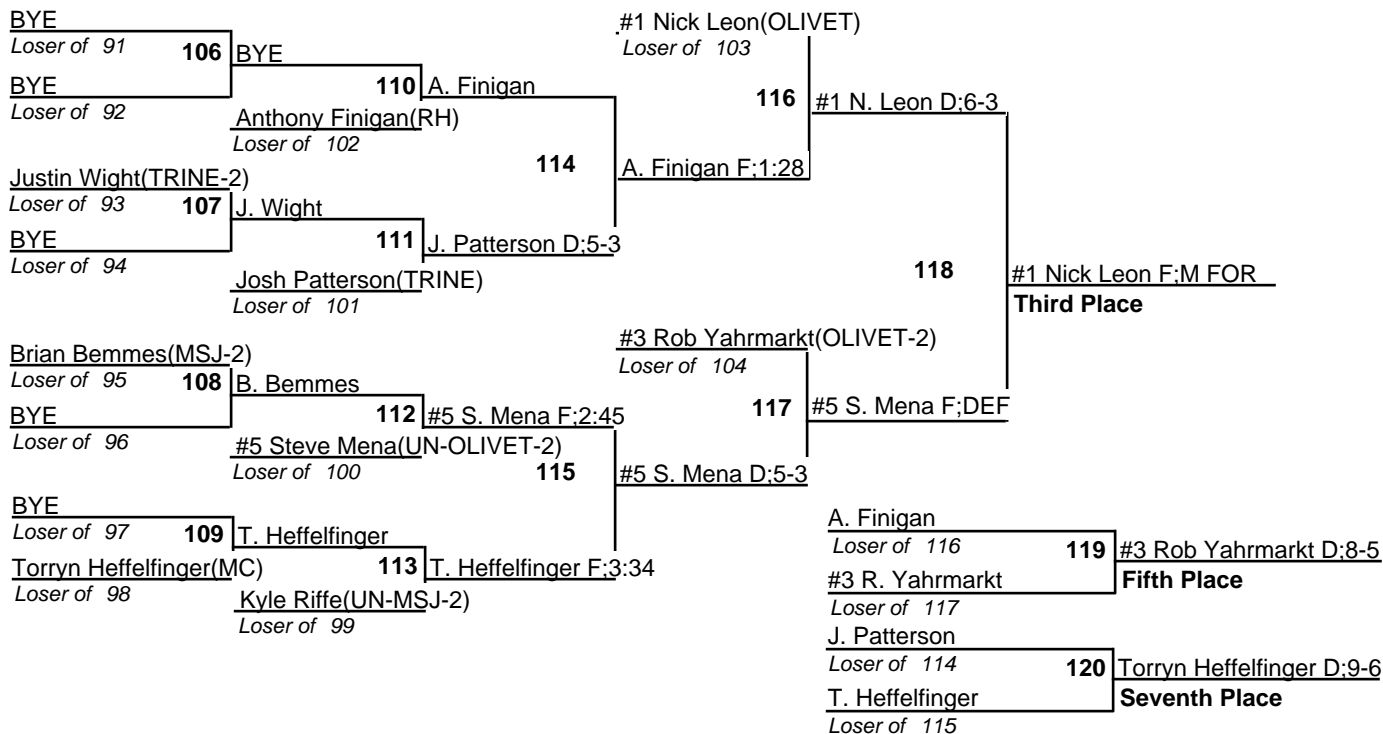 BYE
Loser of 91
106
BYE
BYE
Loser of 92
110
A. Finigan
Anthony Finigan(RH)
Loser of 102
Justin Wight(TRINE-2)
Loser of 93
107
J. Wight
BYE
Loser of 94
111
J. Patterson D;5-3
Josh Patterson(TRINE)
Loser of 101
114
A. Finigan F;1:28
#1 Nick Leon(OLIVET)
Loser of 103
116
#1 N. Leon D;6-3
Brian Bemmes(MSJ-2)
Loser of 95
108
B. Bemmes
BYE
Loser of 96
112
#5 S. Mena F;2:45
#5 Steve Mena(UN-OLIVET-2)
Loser of 100
BYE
Loser of 97
109
T. Heffelfinger
Torryn Heffelfinger(MC)
Loser of 98
113
T. Heffelfinger F;3:34
Kyle Riffe(UN-MSJ-2)
Loser of 99
115
#5 S. Mena D;5-3
#3 Rob Yahrmarkt(OLIVET-2)
Loser of 104
117
#5 S. Mena F;DEF
118
#1 Nick Leon F;M FOR
Third Place
A. Finigan
Loser of 116
119
#3 Rob Yahrmarkt D;8-5
#3 R. Yahrmarkt
Fifth Place
Loser of 117
J. Patterson
Loser of 114
120
Torryn Heffelfinger D;9-6
T. Heffelfinger
Seventh Place
Loser of 115